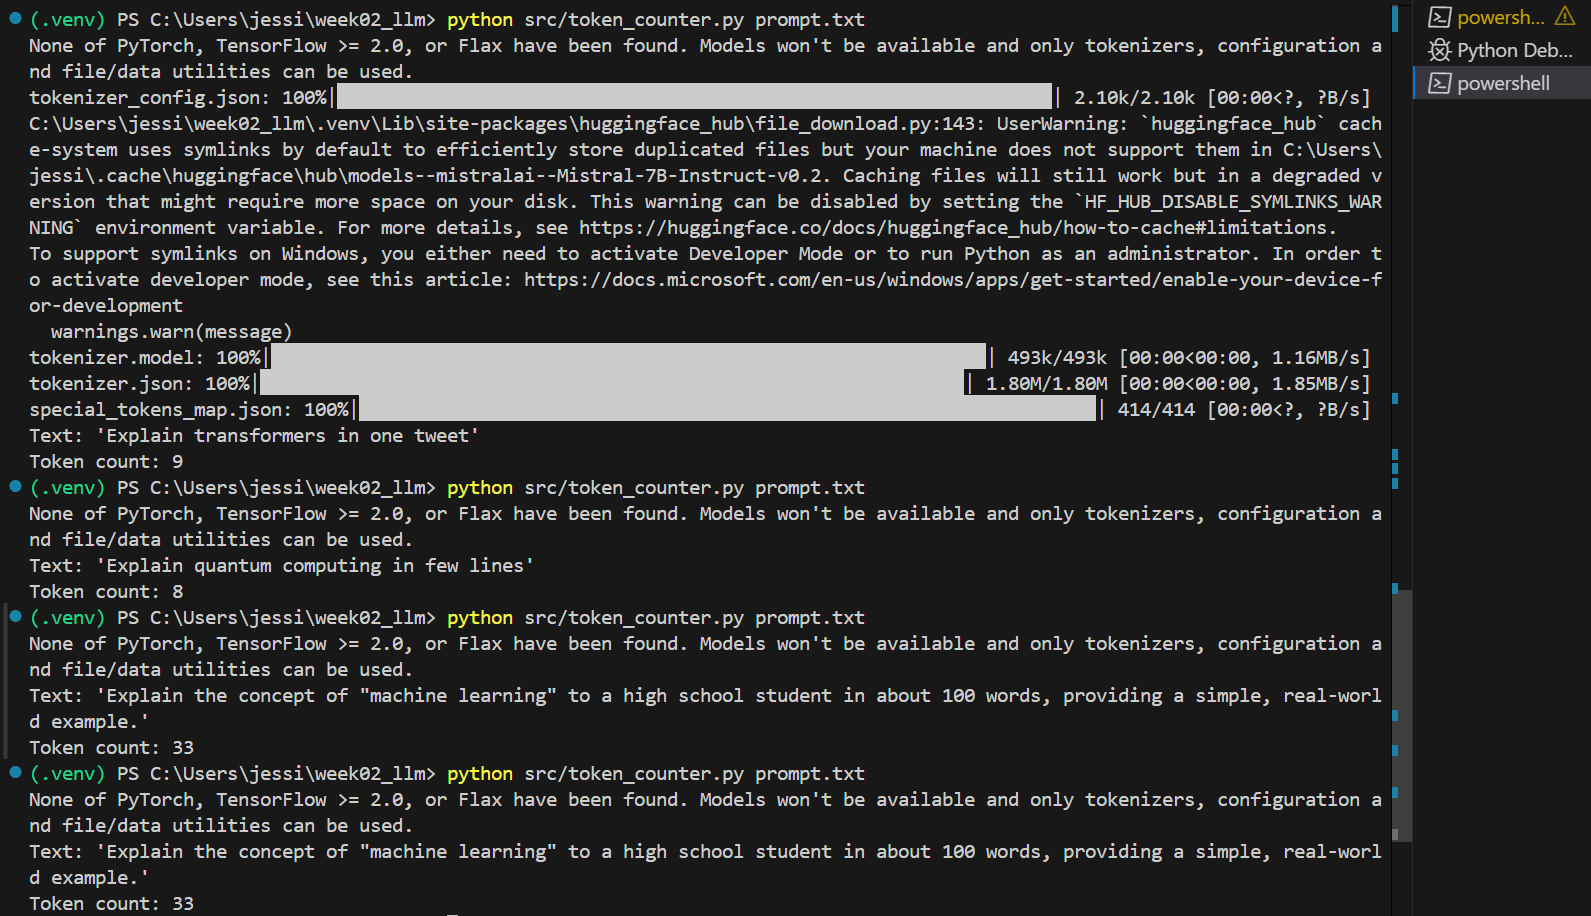 (.venv) PS C:\Users\jessi\week02_llm> python src/token_counter.py prompt.txt
None of PyTorch, TensorFlow >= 2.0, or Flax have been found. Models won't be available and only tokenizers, configuration a
nd file/data utilities can be used.
tokenizer_config.json: 100%|                                | 2.10k/2.10k [00:00<?, ?B/s]
C:\Users\jessi\week02_llm\.venv\Lib\site-packages\huggingface_hub\file_download.py:143: UserWarning: `huggingface_hub` cach
e-system uses symlinks by default to efficiently store duplicated files but your machine does not support them in C:\Users\
jessi\.cache\huggingface\hub\models--mistralai--Mistral-7B-Instruct-v0.2. Caching files will still work but in a degraded v
ersion that might require more space on your disk. This warning can be disabled by setting the `HF_HUB_DISABLE_SYMLINKS_WAR
NING` environment variable. For more details, see https://huggingface.co/docs/huggingface_hub/how-to-cache#limitations.
To support symlinks on Windows, you either need to activate Developer Mode or to run Python as an administrator. In order t
o activate developer mode, see this article: https://docs.microsoft.com/en-us/windows/apps/get-started/enable-your-device-f
or-development
  warnings.warn(message)
tokenizer.model: 100%|                                | 493k/493k [00:00<00:00, 1.16MB/s]
tokenizer.json: 100%|                                | 1.80M/1.80M [00:00<00:00, 1.85MB/s]
special_tokens_map.json: 100%|                                | 414/414 [00:00<?, ?B/s]
Text: 'Explain transformers in one tweet'
Token count: 9
(.venv) PS C:\Users\jessi\week02_llm> python src/token_counter.py prompt.txt
None of PyTorch, TensorFlow >= 2.0, or Flax have been found. Models won't be available and only tokenizers, configuration a
nd file/data utilities can be used.
Text: 'Explain quantum computing in few lines'
Token count: 8
(.venv) PS C:\Users\jessi\week02_llm> python src/token_counter.py prompt.txt
None of PyTorch, TensorFlow >= 2.0, or Flax have been found. Models won't be available and only tokenizers, configuration a
nd file/data utilities can be used.
Text: 'Explain the concept of "machine learning" to a high school student in about 100 words, providing a simple, real-worl
d example.'
Token count: 33
(.venv) PS C:\Users\jessi\week02_llm> python src/token_counter.py prompt.txt
None of PyTorch, TensorFlow >= 2.0, or Flax have been found. Models won't be available and only tokenizers, configuration a
nd file/data utilities can be used.
Text: 'Explain the concept of "machine learning" to a high school student in about 100 words, providing a simple, real-worl
d example.'
Token count: 33
powersh...
Python Deb...
powershell